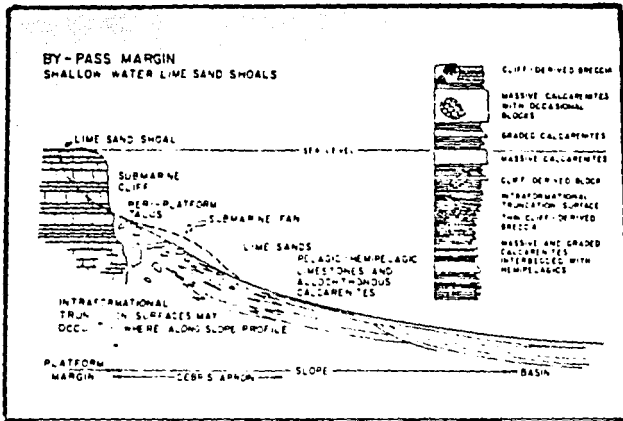 BY-PASS MARGIN
SHALLOW WATER LIME SAND SHOALS
LIME SAND SHOAL
SEA LEVEL
SUBMARINE
CLIFF
PERI-PLATFORM
TALUS
SUBMARINE FAN
LIME SANDS
PELAGIC-HEMIPELAGIC
LIMESTONES AND
ALLOCHTHONOUS
CALCARENITES
INTRAFORMATIONAL
SURFACES MAY
WHERE ALONG SLOPE PROFILE
PLATFORM
MARGIN
DEBRIS APRON
SLOPE
BASIN
CLIFF-DERIVED BRECCIA
MASSIVE CALCARENITES
WITH OCCASIONAL
BLOCKS
GRADED CALCARENITES
MASSIVE CALCARENITES
CLIFF-DERIVED BLOCK
INTRAFORMATIONAL
TRUNCATION SURFACE
THIN CLIFF-DERIVED
BRECCIA
MASSIVE AND GRADED
CALCARENITES
INTERBEDDED WITH
HEMIPELAGICS